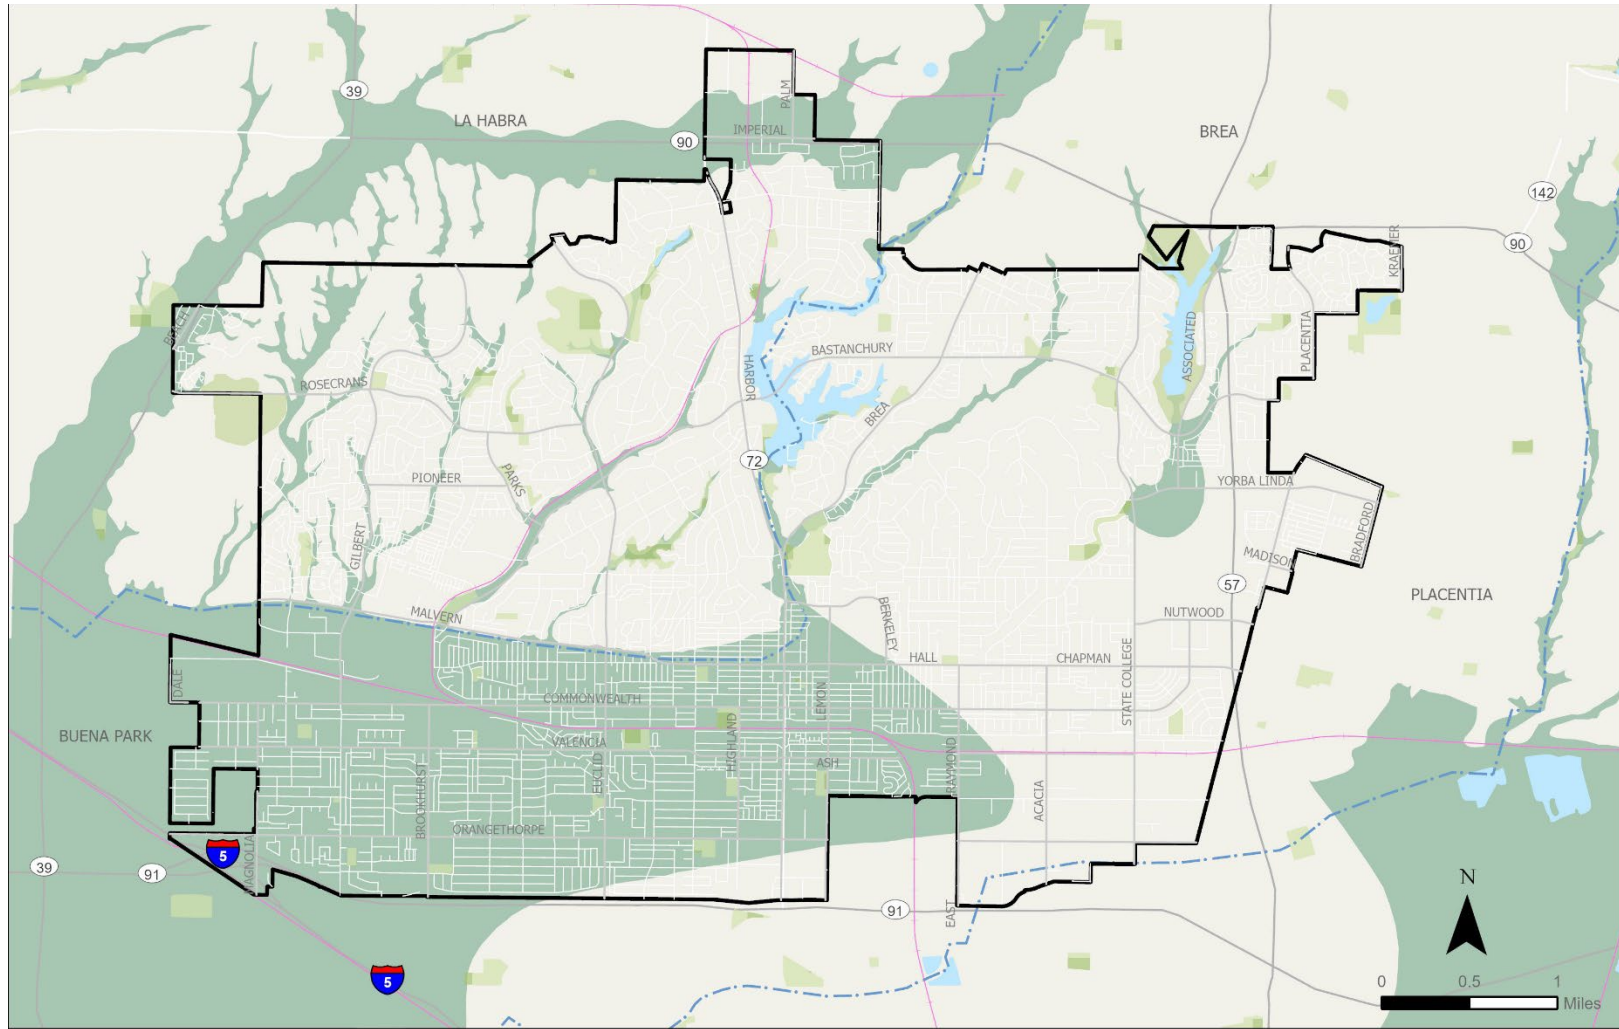 39
LA HABRA
PALM
IMPERIAL
90
BREA
142
90
KRAEMER
BEACH
ROSECRANS
HARBOR
BASTANCHURY
ASSOCIATED
PLACENTIA
BREA
PIONEER
PARKS
72
YORBA LINDA
GILBERT
BRADFORD
MADISON
57
MALVERN
BERKELEY
NUTWOOD
PLACENTIA
HALL
CHAPMAN
STATE COLLEGE
DALE
COMMONWEALTH
LEMON
BUENA PARK
VALENCIA
HIGHLAND
EUCLID
ASH
RAYMOND
BROOKHURST
ACACIA
ORANGETHORPE
MAGNOLIA
5
39
91
91
EAST
N
5
0 0.5 1
Miles